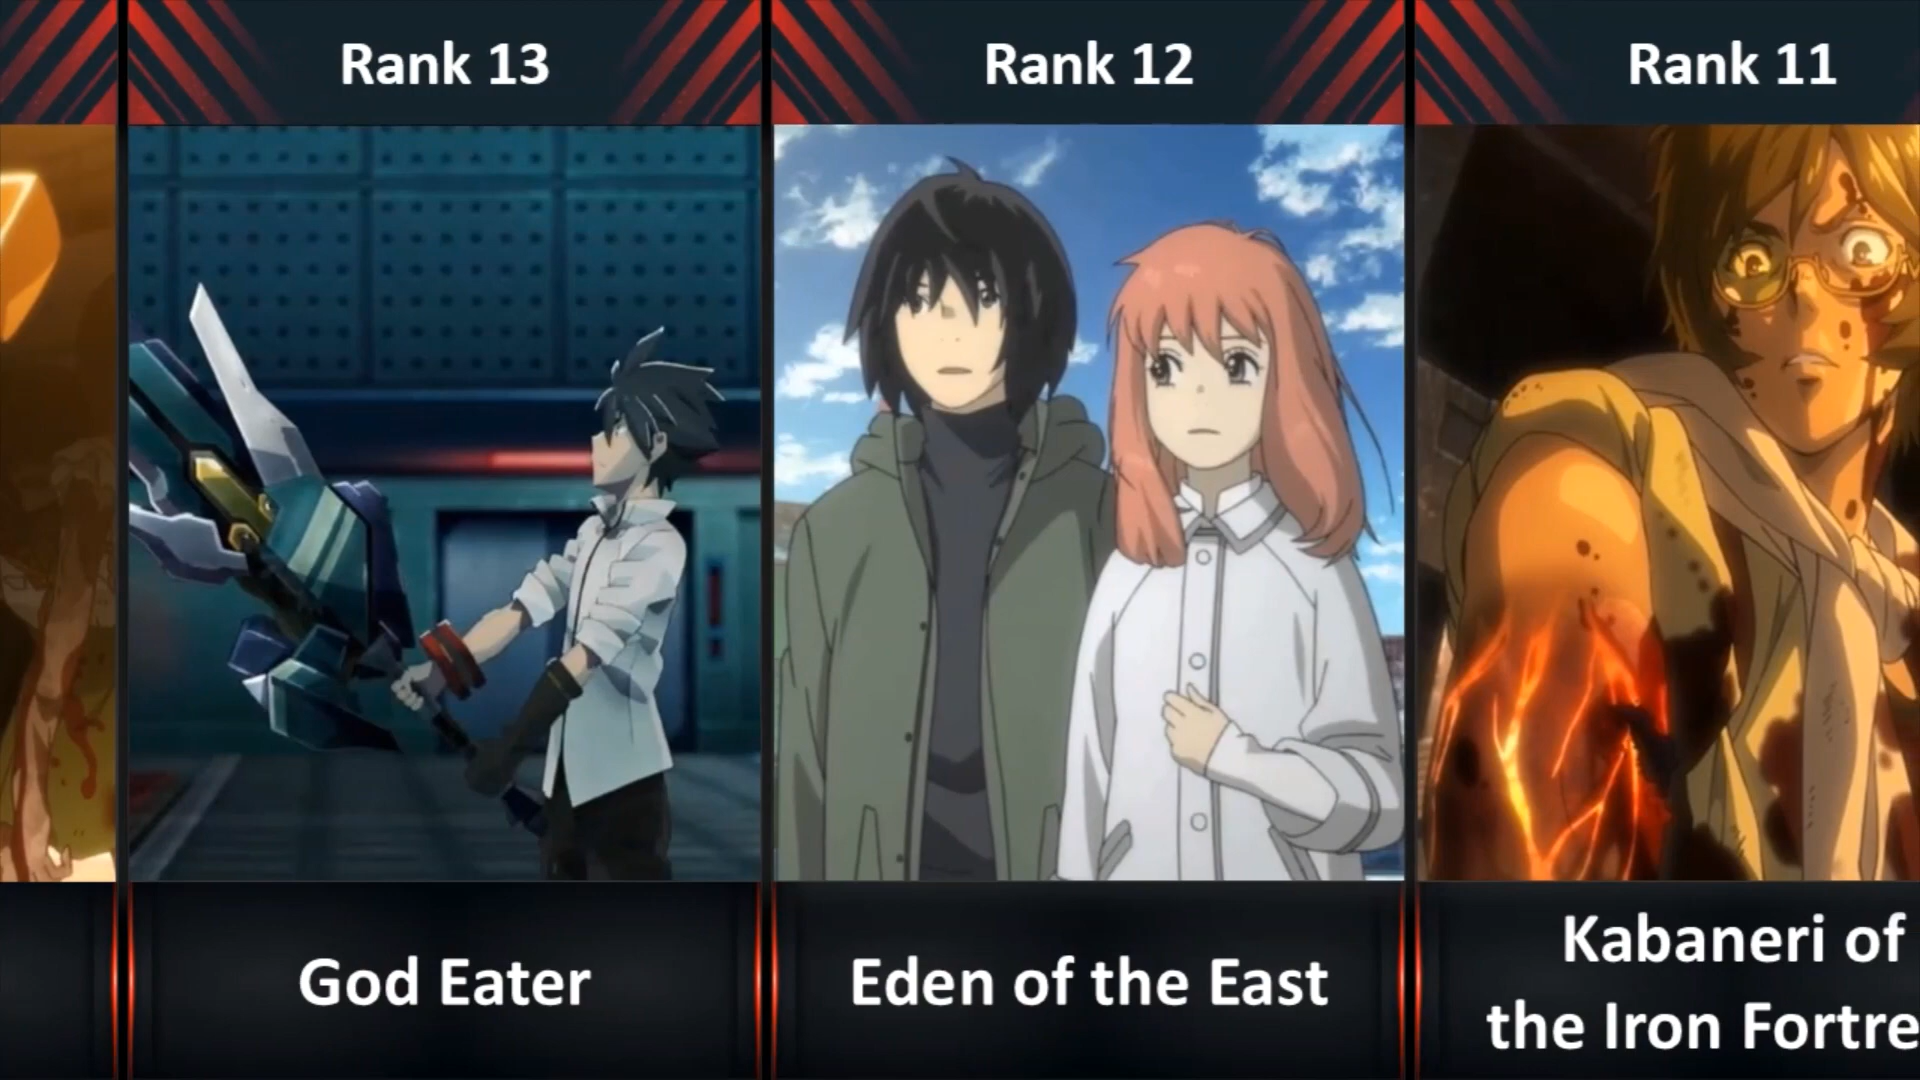 Rank 13
Rank 12
Rank 11
God Eater
Eden of the East
Kabaneri of
the Iron Fortre